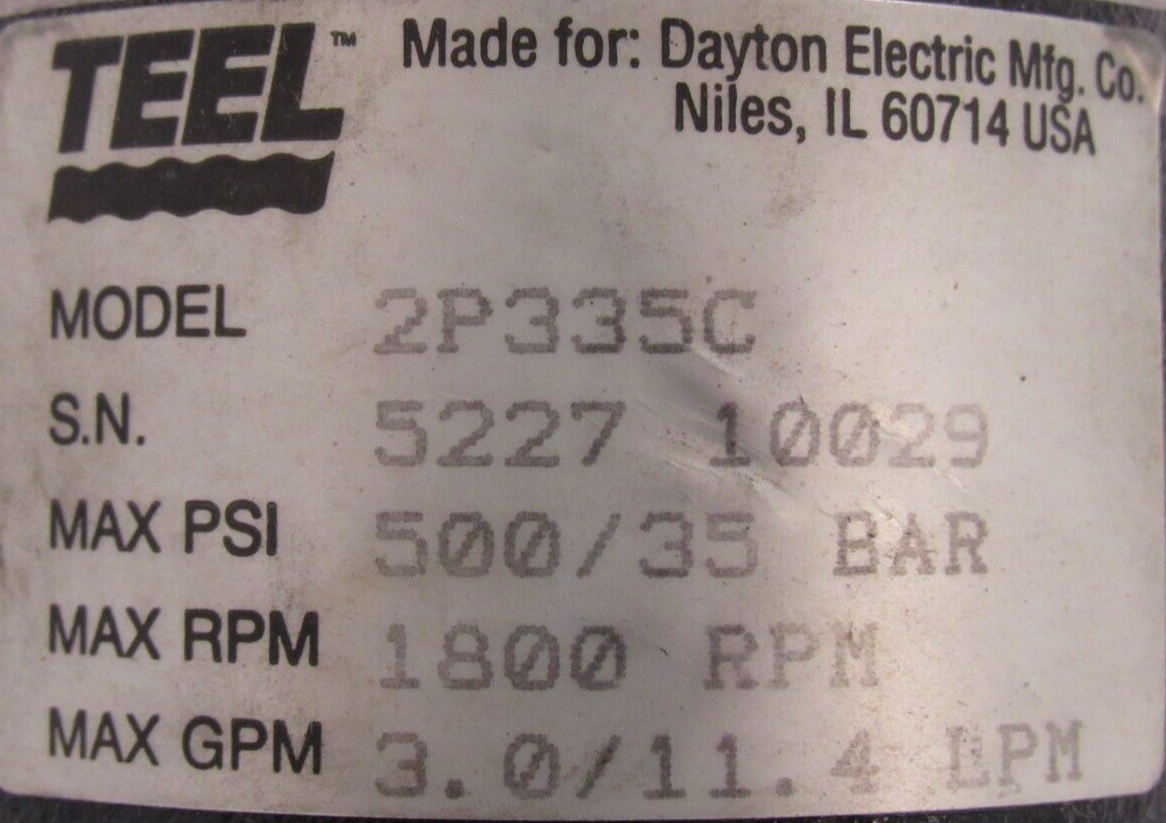 TEEL™ Made for: Dayton Electric Mfg. Co.
Niles, IL 60714 USA
MODEL 2P335C
S.N. 5227 10029
MAX PSI 500/35 BAR
MAX RPM 1800 RPM
MAX GPM 3.0/11.4 LPM